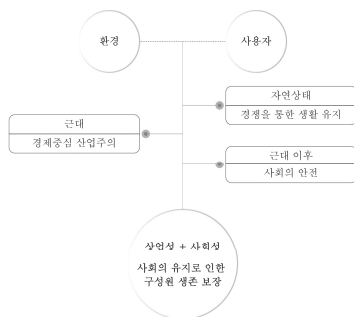 환경
사용자
자연상태
경쟁을 통한 생활 유지
근대
경제중심 산업주의
근대 이후
사회의 안전
상업성 + 사회성
사회의 유지로 인한
구성원 생존 보장